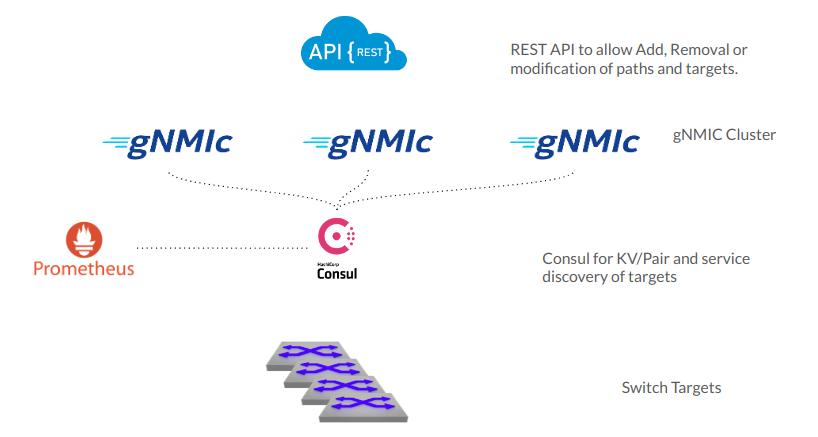 API {REST}
REST API to allow Add, Removal or
modification of paths and targets.
gNMIc
gNMIc
gNMIc
gNMIC Cluster
Prometheus
HashiCorp
Consul
Consul for KV/Pair and service
discovery of targets
Switch Targets